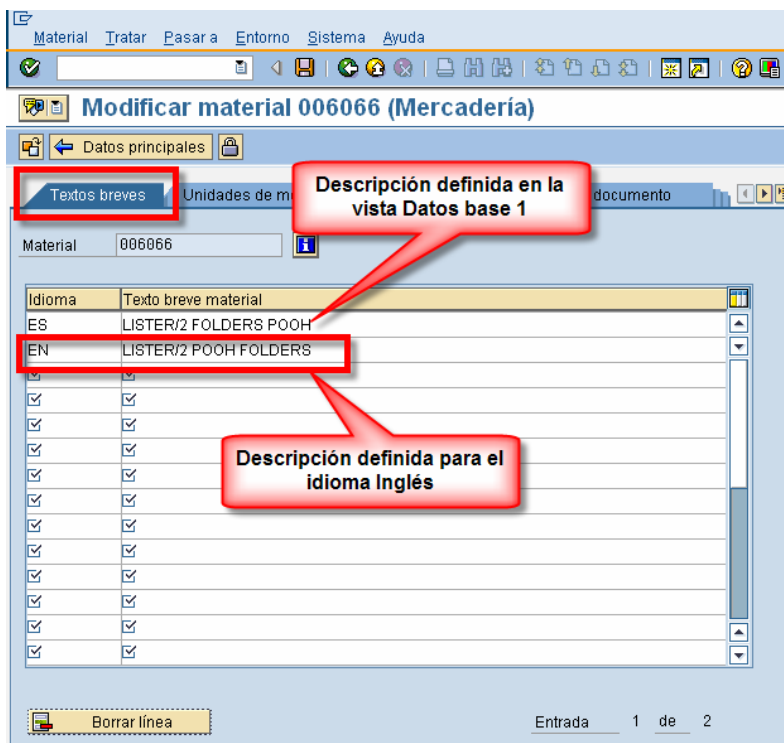 Material Tratar Pasar a Entorno Sistema Ayuda
Modificar material 006066 (Mercadería)
Datos principales
Textos breves Unidades de m documento
Descripción definida en la
vista Datos base 1
Material 006066
Idioma Texto breve material
ES LISTER/2 FOLDERS POOH
EN LISTER/2 POOH FOLDERS
Descripción definida para el
idioma Inglés
Borrar línea
Entrada 1 de 2